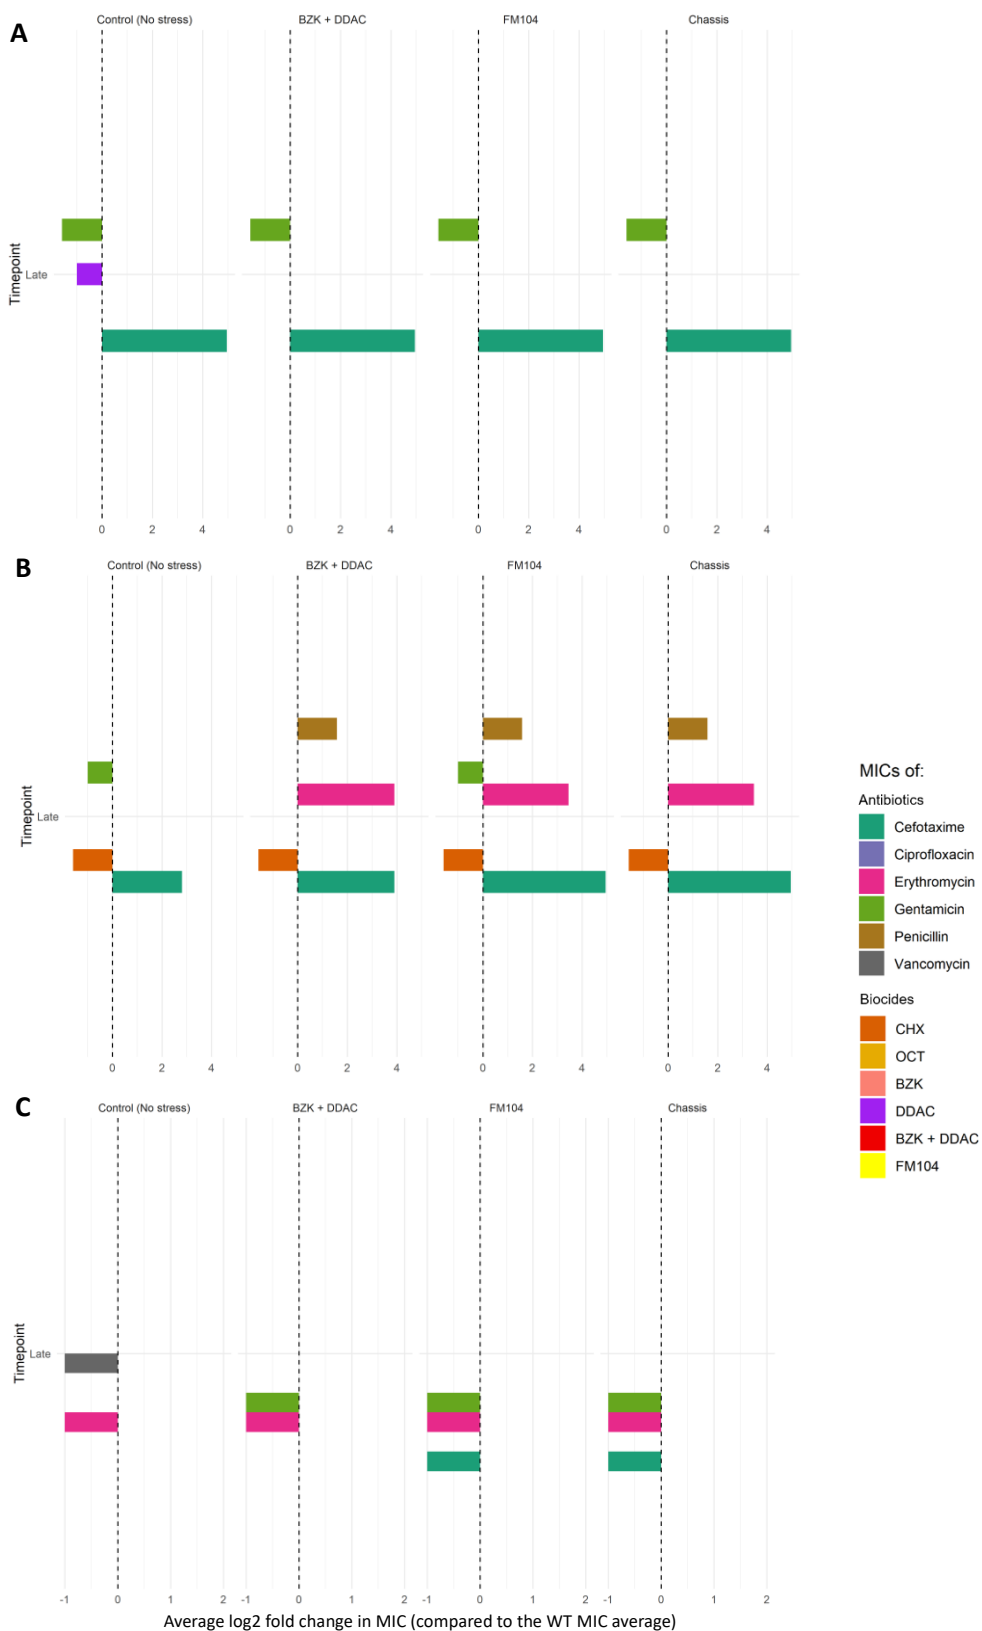 A
Control (No stress) BZK + DDAC FM104 Chassis
Timepoint
Late
0 2 4 0 2 4 0 2 4 0 2 4
B
Control (No stress) BZK + DDAC FM104 Chassis
Timepoint
Late
0 2 4 0 2 4 0 2 4 0 2 4
MICs of:
Antibiotics
Cefotaxime
Ciprofloxacin
Erythromycin
Gentamicin
Penicillin
Vancomycin
Biocides
CHX
OCT
BZK
DDAC
BZK + DDAC
FM104
C
Control (No stress) BZK + DDAC FM104 Chassis
Timepoint
Late
-1 0 1 2 -1 0 1 2 -1 0 1 2 -1 0 1 2
Average log2 fold change in MIC (compared to the WT MIC average)